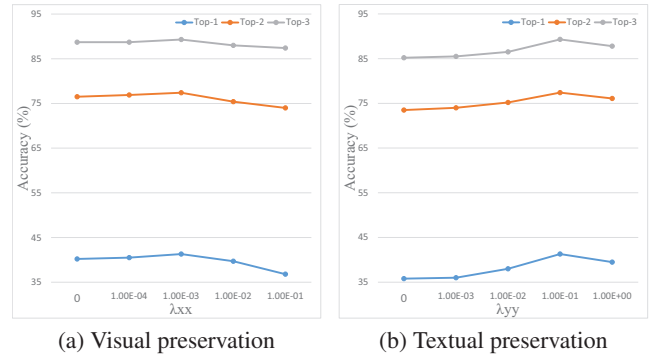 Top-1 Top-2 Top-3
95
85
75
65
55
45
35
Accuracy (%)
0 1.00E-04 1.00E-03 1.00E-02 1.00E-01
λxx
(a) Visual preservation
Top-1 Top-2 Top-3
95
85
75
65
55
45
35
Accuracy (%)
0 1.00E-03 1.00E-02 1.00E-01 1.00E+00
λyy
(b) Textual preservation